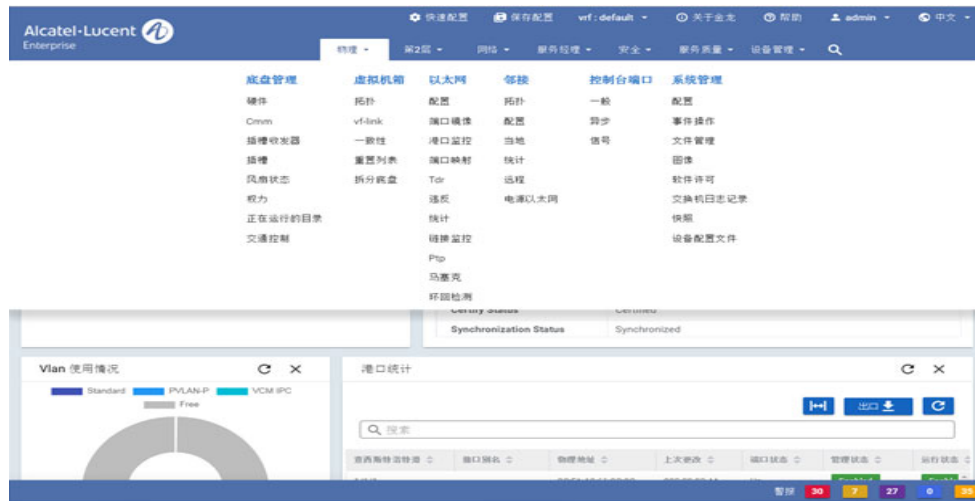 Alcatel·Lucent
Enterprise
快速配置 保存配置 vrf : default 关于金龙 帮助 admin 中文
物理 第2层 网络 服务经理 安全 服务质量 设备管理
底盘管理 虚拟机箱 以太网 邻接 控制台端口 系统管理
硬件 拓扑 配置 拓扑 一般 配置
Cmm vf-link 端口镜像 配置 异步 事件操作
插槽收发器 一致性 港口监控 当地 信号 文件管理
插槽 重置列表 端口映射 统计 图像
风扇状态 拆分底盘 Tdr 远程 软件许可
权力 违反 电源以太网 交换机日志记录
正在运行的目录 统计 快照
交通控制 链接监控 设备配置文件
Ptp
马塞克
环回检测
Certify Status Certified
Synchronization Status Synchronized
Vlan 使用情况 港口统计
Standard PVLAN-P VCM IPC
Free
出口
搜索
接口别名 物理地址 上次更改 端口状态 管理状态 运行状态
警报 30 7 27 0 35